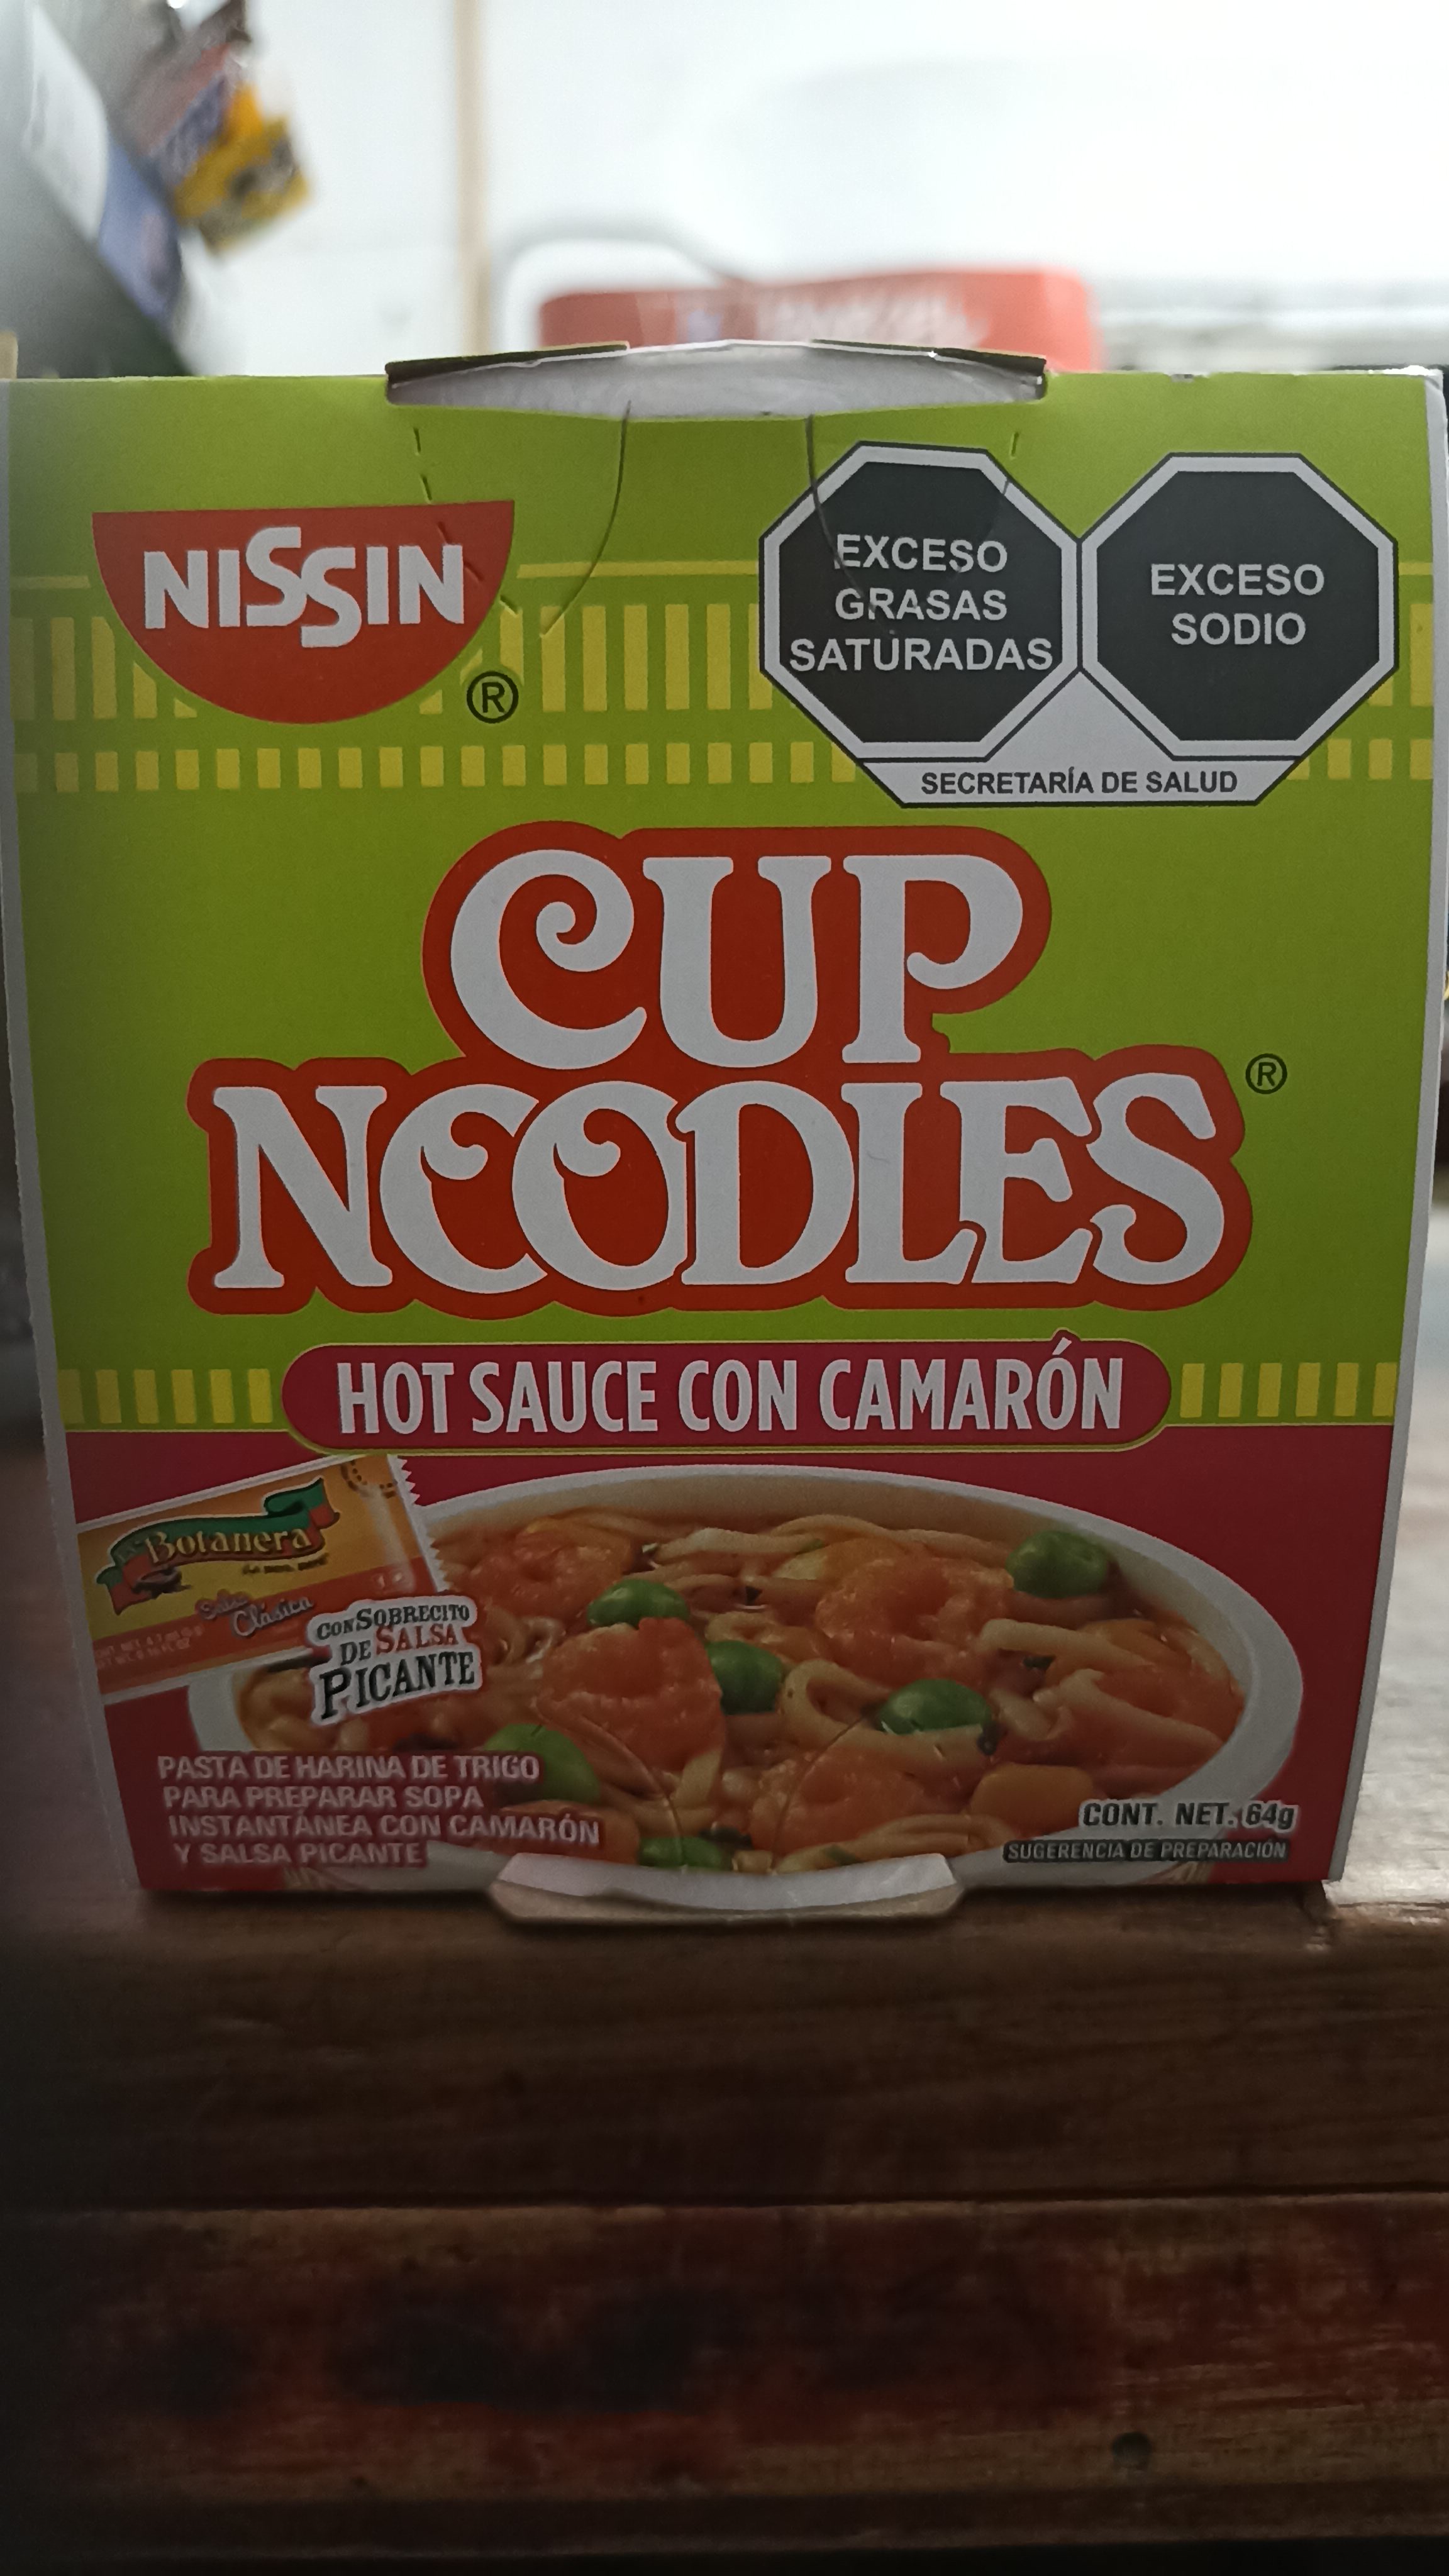 NISSIN
®
EXCESO
GRASAS
SATURADAS
EXCESO
SODIO
SECRETARÍA DE SALUD
CUP
NOODLES
®
HOT SAUCE CON CAMARÓN
Botanera
Salsa
Clásica
CON SOBRECITO
DE SALSA
PICANTE
PASTA DE HARINA DE TRIGO
PARA PREPARAR SOPA
INSTANTÁNEA CON CAMARÓN
Y SALSA PICANTE
CONT. NET. 64g
SUGERENCIA DE PREPARACIÓN